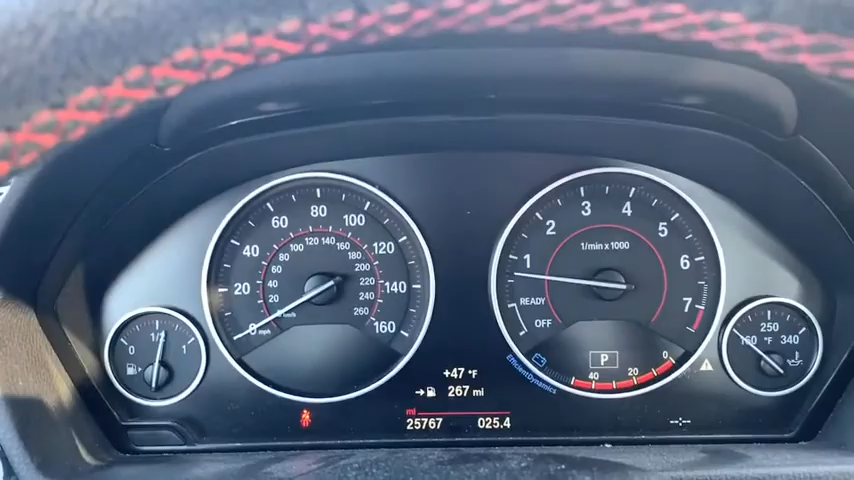 0 1/2 1
0 20 40 60 80 100 120 140 160
mph
20 40 60 80 100 120 140 160 180 200 220 240 260
km/h
1 2 3 4 5 6 7
1/min x 1000
READY
OFF
EfficientDynamics
P
40 20 0
160 250 340
°F
+47 °F
267 mi
mi
25767 025.4